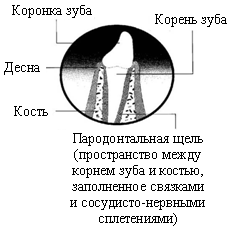 Коронка зуба
Корень зуба
Десна
Кость
Пародонтальная щель
(пространство между
корнем зуба и костью,
заполненное связками
и сосудисто-нервными
сплетениями)